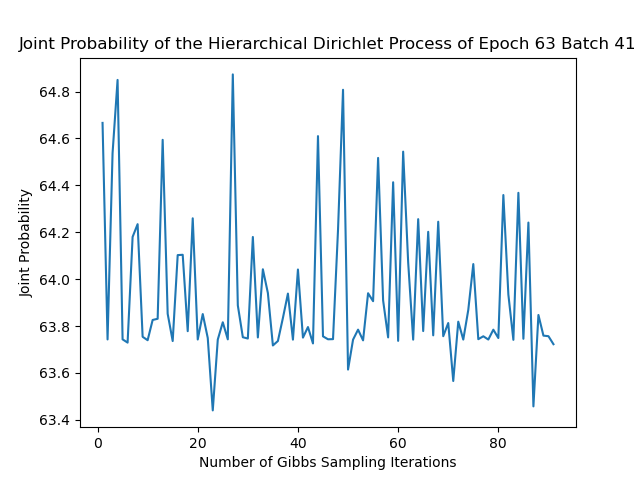 Joint Probability of the Hierarchical Dirichlet Process of Epoch 63 Batch 41
64.8
64.6
64.4
64.2
64.0
63.8
63.6
63.4
Joint Probability
0 20 40 60 80
Number of Gibbs Sampling Iterations